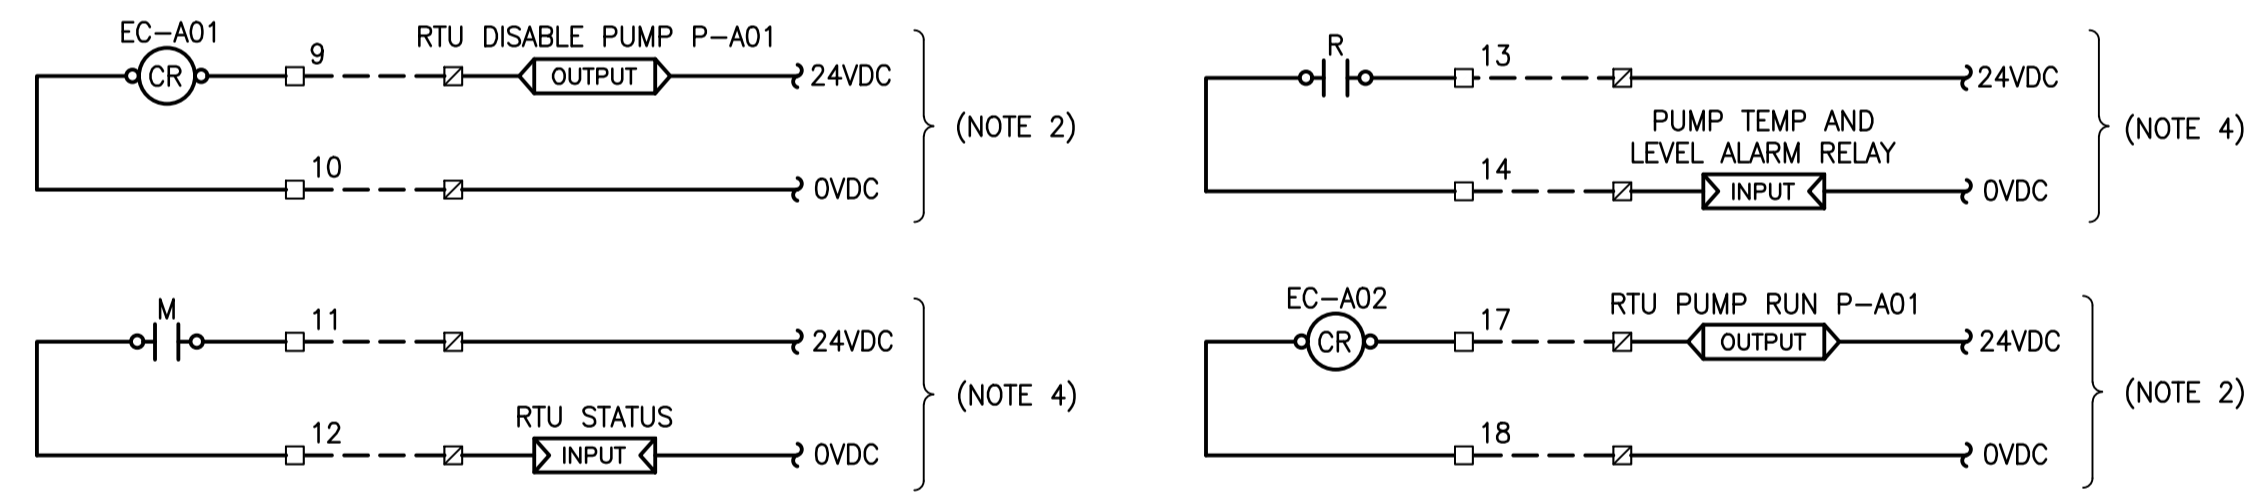 EC-A01
CR
9
RTU DISABLE PUMP P-A01
OUTPUT
24VDC
10
0VDC
(NOTE 2)
R
13
24VDC
PUMP TEMP AND
LEVEL ALARM RELAY
14
INPUT
0VDC
(NOTE 4)
M
11
24VDC
12
RTU STATUS
INPUT
0VDC
(NOTE 4)
EC-A02
CR
17
RTU PUMP RUN P-A01
OUTPUT
24VDC
18
0VDC
(NOTE 2)